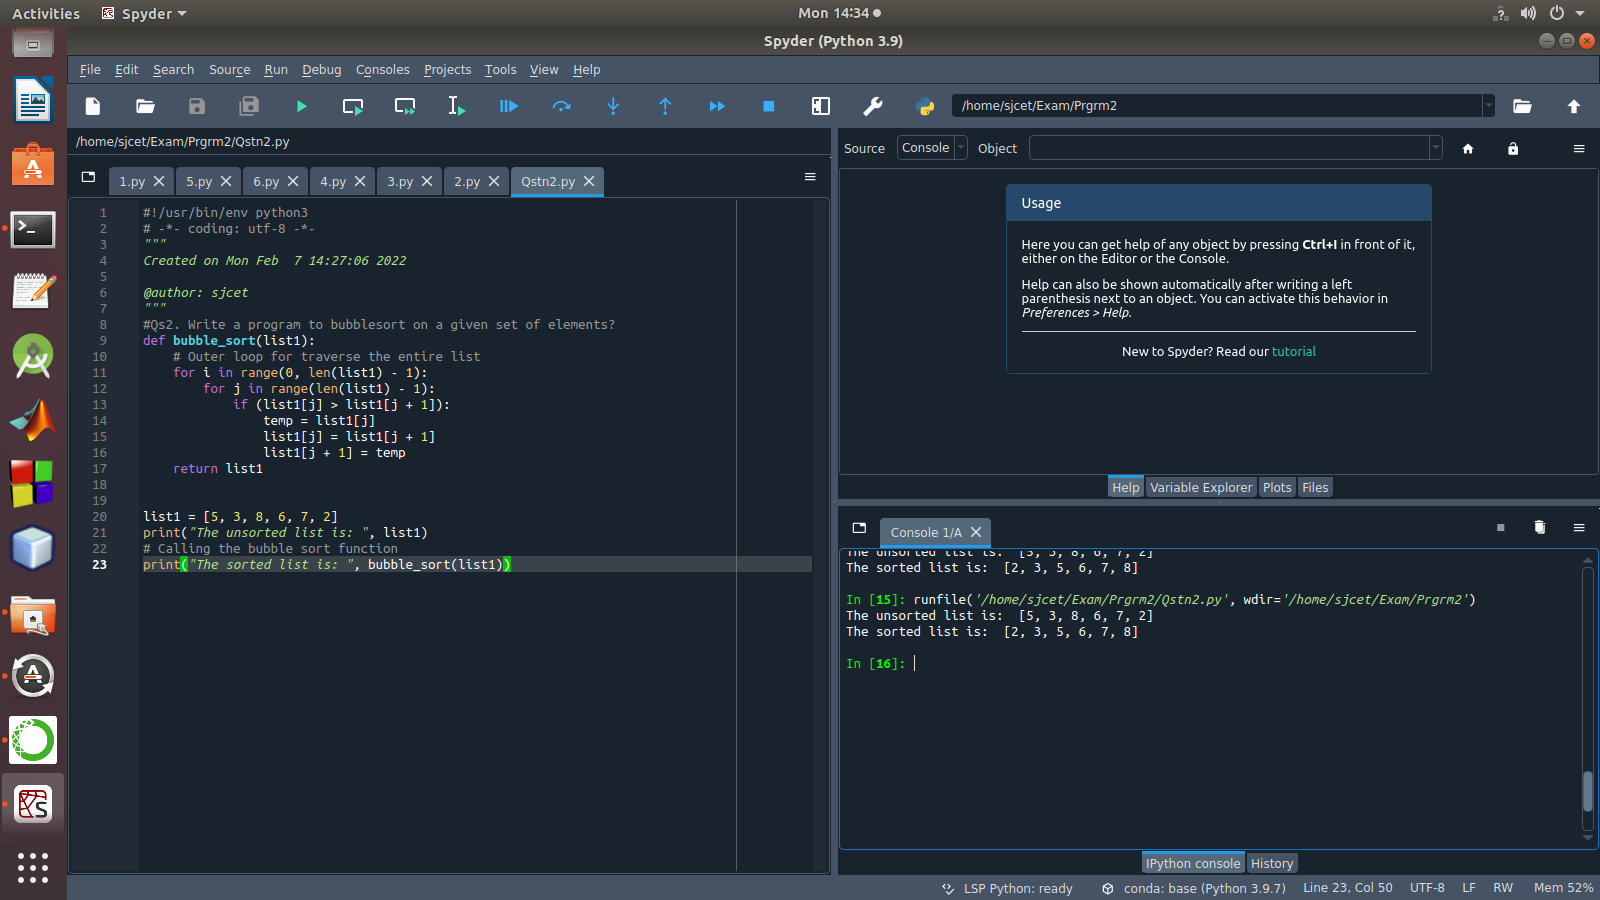 Activities
Spyder
Mon 14:34
Spyder (Python 3.9)
File Edit Search Source Run Debug Consoles Projects Tools View Help
/home/sjcet/Exam/Prgrm2
/home/sjcet/Exam/Prgrm2/Qstn2.py
1.py 5.py 6.py 4.py 3.py 2.py Qstn2.py
1 #!/usr/bin/env python3
2 # -*- coding: utf-8 -*-
3 """
4 Created on Mon Feb  7 14:27:06 2022
5
6 @author: sjcet
7 """
8 #Qs2. Write a program to bubblesort on a given set of elements?
9 def bubble_sort(list1):
10     # Outer loop for traverse the entire list
11     for i in range(0, len(list1) - 1):
12         for j in range(len(list1) - 1):
13             if (list1[j] > list1[j + 1]):
14                 temp = list1[j]
15                 list1[j] = list1[j + 1]
16                 list1[j + 1] = temp
17     return list1
18
19
20 list1 = [5, 3, 8, 6, 7, 2]
21 print("The unsorted list is: ", list1)
22 # Calling the bubble sort function
23 print("The sorted list is: ", bubble_sort(list1))
Source Console Object
Usage
Here you can get help of any object by pressing Ctrl+I in front of it,
either on the Editor or the Console.
Help can also be shown automatically after writing a left
parenthesis next to an object. You can activate this behavior in
Preferences > Help.
New to Spyder? Read our tutorial
Help Variable Explorer Plots Files
Console 1/A
The unsorted list is:  [5, 3, 8, 6, 7, 2]
The sorted list is:  [2, 3, 5, 6, 7, 8]
In [15]: runfile('/home/sjcet/Exam/Prgrm2/Qstn2.py', wdir='/home/sjcet/Exam/Prgrm2')
The unsorted list is:  [5, 3, 8, 6, 7, 2]
The sorted list is:  [2, 3, 5, 6, 7, 8]
In [16]:
IPython console History
LSP Python: ready conda: base (Python 3.9.7) Line 23, Col 50 UTF-8 LF RW Mem 52%